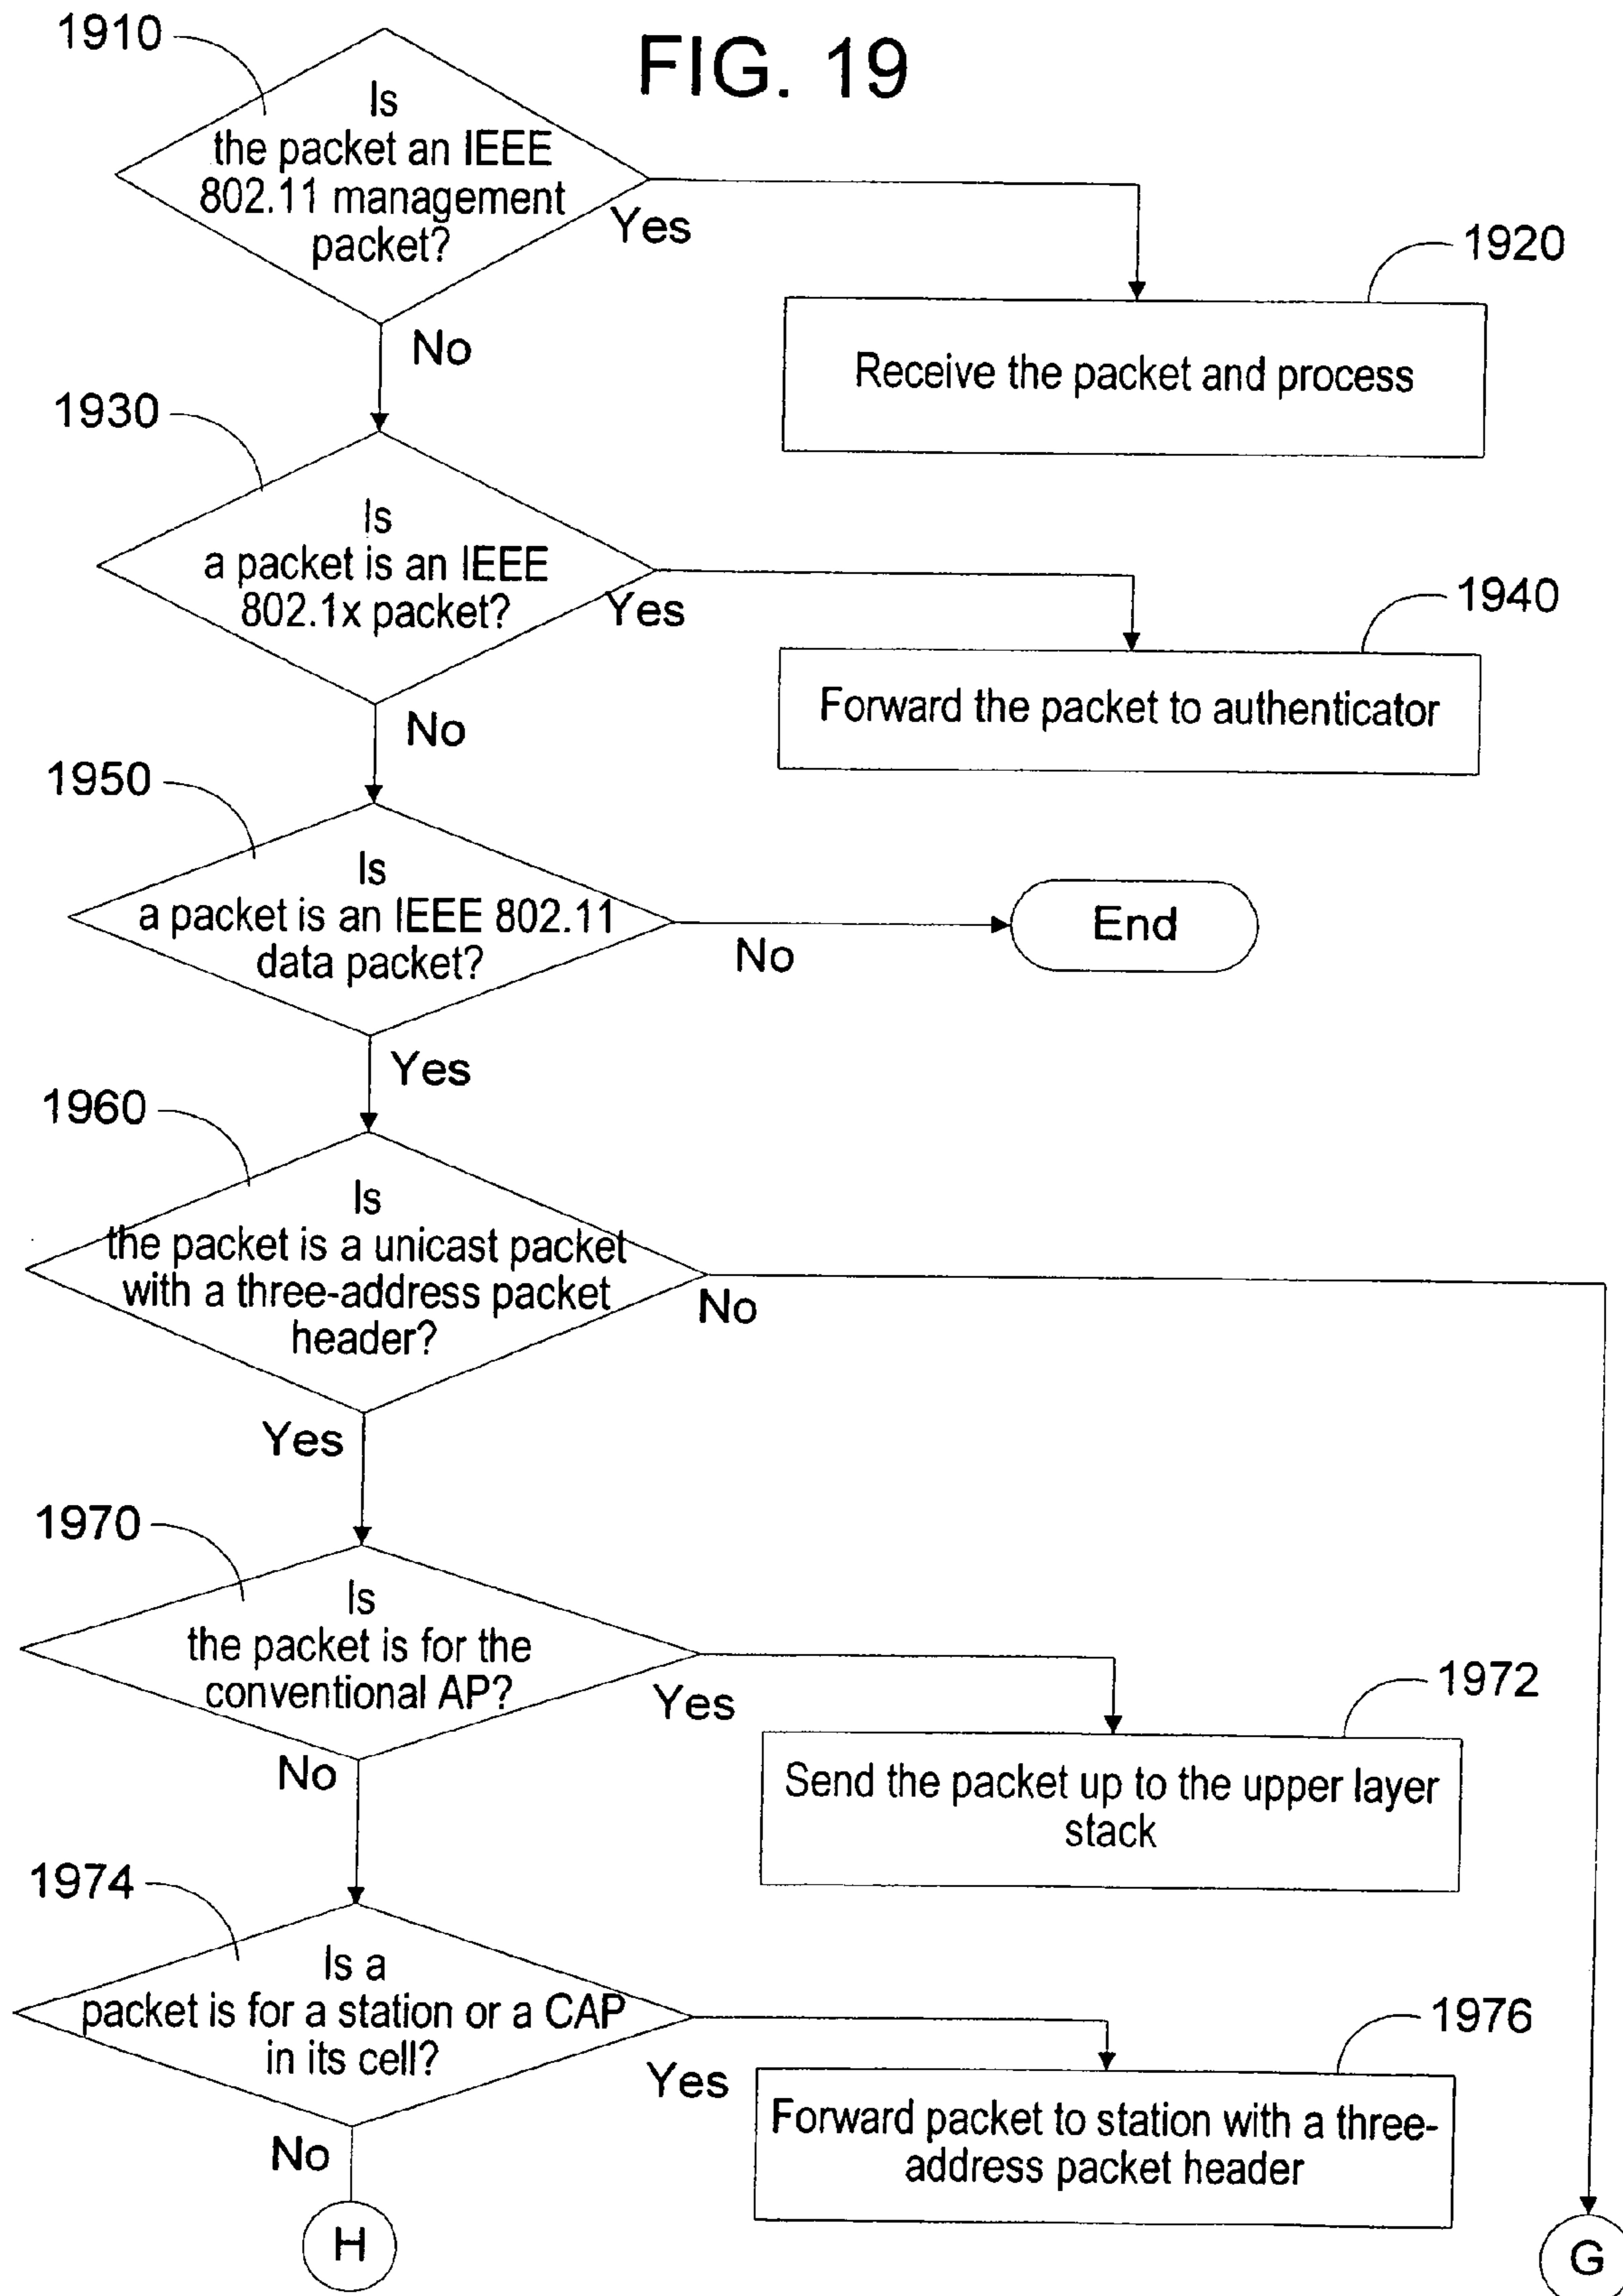 FIG. 19
1910
Is
the packet an IEEE
802.11 management
packet?
Yes
No
1920
Receive the packet and process
1930
Is
a packet is an IEEE
802.1x packet?
Yes
No
1940
Forward the packet to authenticator
1950
Is
a packet is an IEEE 802.11
data packet?
No
End
Yes
1960
Is
the packet is a unicast packet
with a three-address packet
header?
No
Yes
1970
Is
the packet is for the
conventional AP?
Yes
No
1972
Send the packet up to the upper layer
stack
1974
Is a
packet is for a station or a CAP
in its cell?
Yes
No
1976
Forward packet to station with a three-
address packet header
H
G